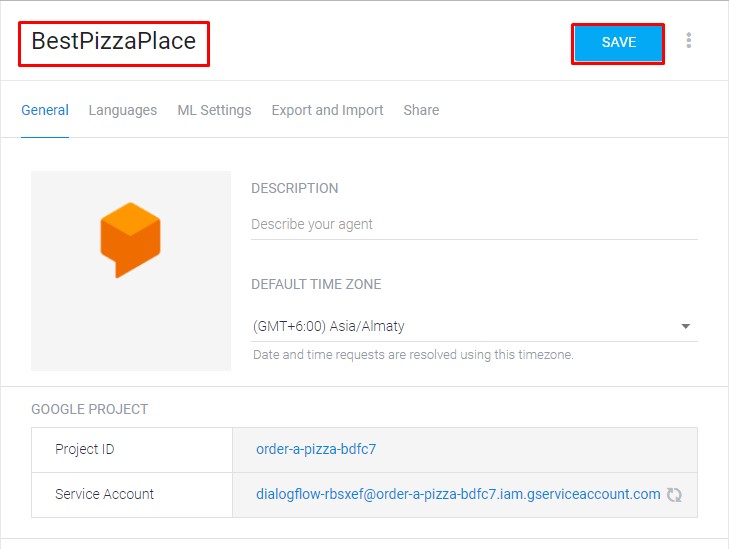 BestPizzaPlace
SAVE
General Languages ML Settings Export and Import Share
DESCRIPTION
Describe your agent
DEFAULT TIME ZONE
(GMT+6:00) Asia/Almaty
Date and time requests are resolved using this timezone.
GOOGLE PROJECT
Project ID order-a-pizza-bdfc7
Service Account dialogflow-rbsxef@order-a-pizza-bdfc7.iam.gserviceaccount.com